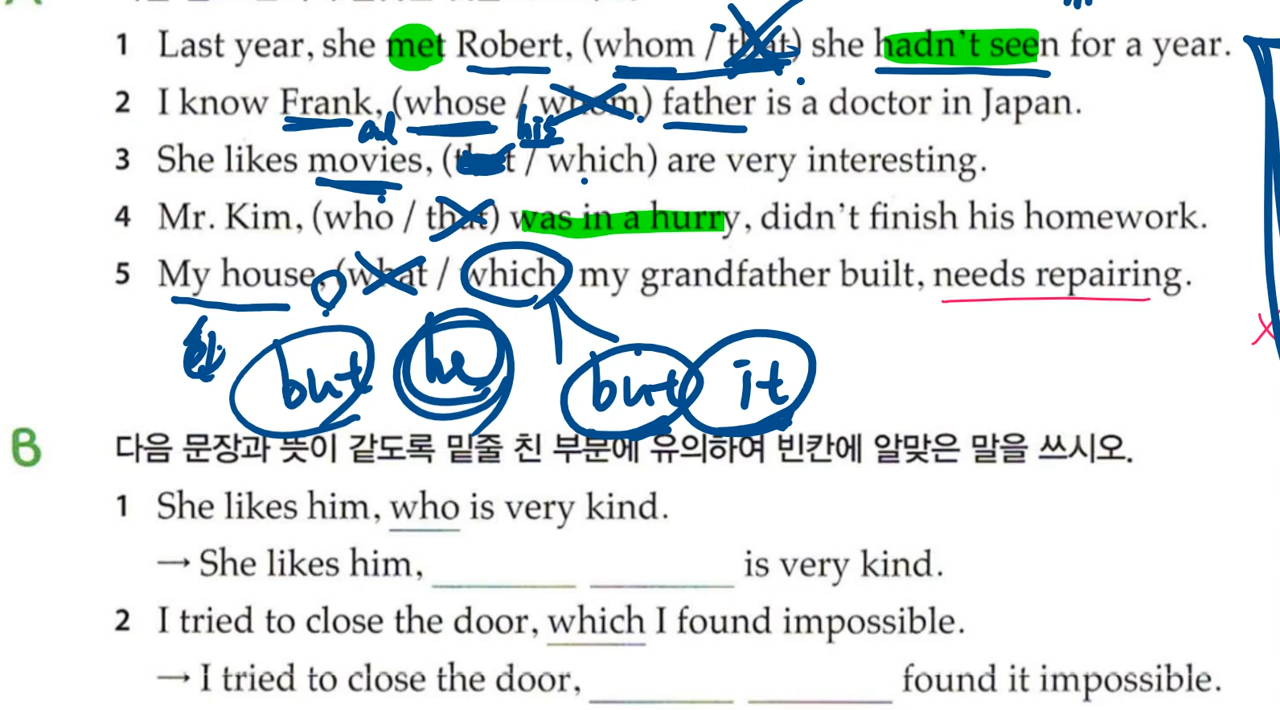 1 Last year, she met Robert, (whom / that) she hadn't seen for a year.
2 I know Frank, (whose / whom) father is a doctor in Japan.
his
3 She likes movies, (that / which) are very interesting.
4 Mr. Kim, (who / that) was in a hurry, didn't finish his homework.
5 My house, (what / which) my grandfather built, needs repairing.
but he but it
B 다음 문장과 뜻이 같도록 밑줄 친 부분에 유의하여 빈칸에 알맞은 말을 쓰시오.
1 She likes him, who is very kind.
→ She likes him, is very kind.
2 I tried to close the door, which I found impossible.
→ I tried to close the door, found it impossible.